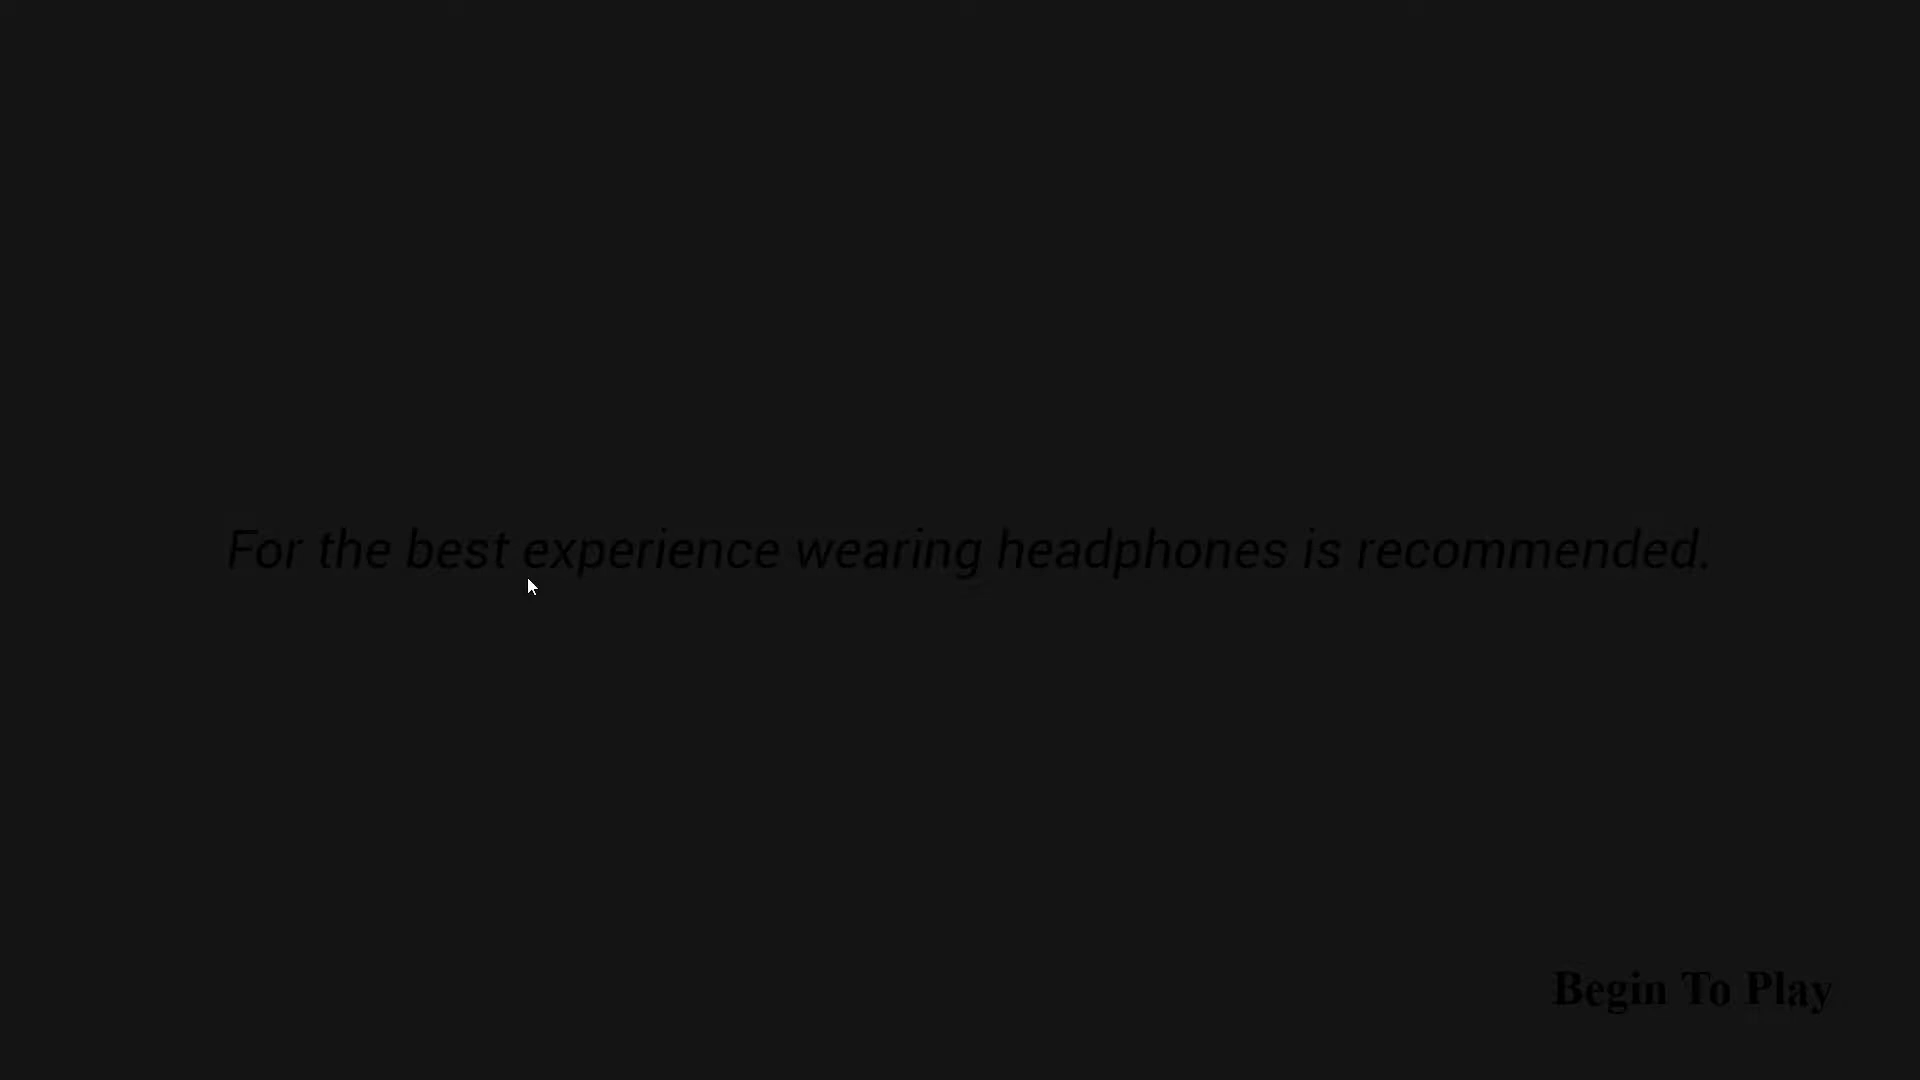 For the best experience wearing headphones is recommended.
Begin To Play